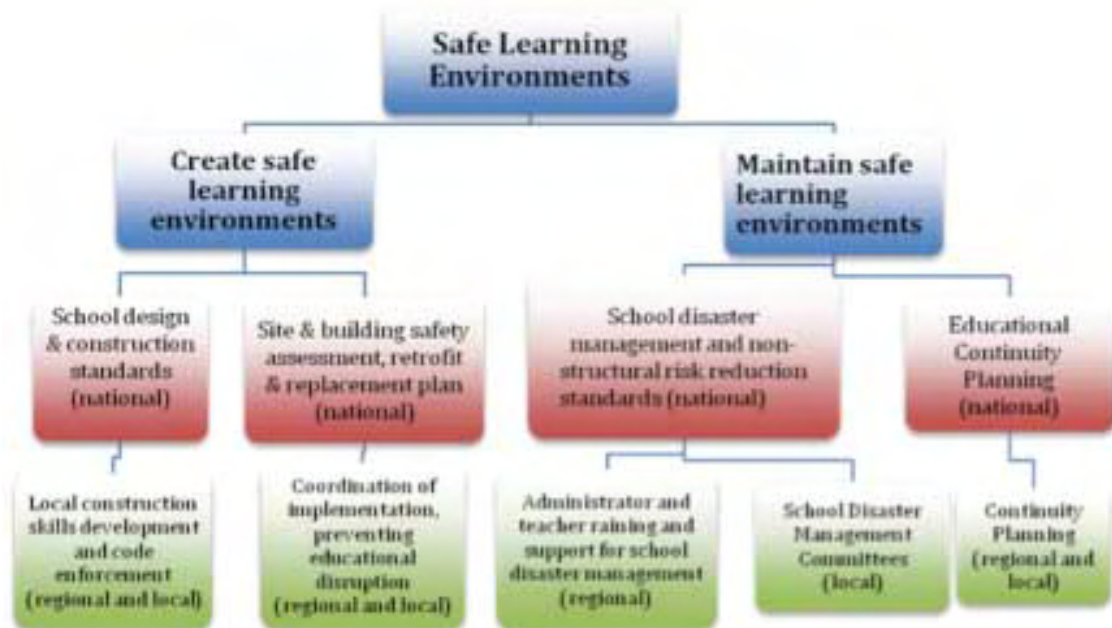 Safe Learning
Environments
Create safe
learning
environments
Maintain safe
learning
environments
School design
& construction
standards
(national)
Site & building safety
assessment, retrofit
& replacement plan
(national)
School disaster
management and non-
structural risk reduction
standards (national)
Educational
Continuity
Planning
(national)
Local construction
skills development
and code
enforcement
(regional and local)
Coordination of
implementation,
preventing
educational
disruption
(regional and local)
Administrator and
teacher raining and
support for school
disaster management
(regional)
School Disaster
Management
Committees
(local)
Continuity
Planning
(regional and
local)